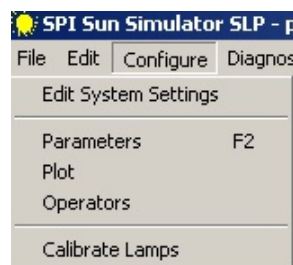 SPI Sun Simulator SLP -
File Edit Configure Diagnos
Edit System Settings
Parameters F2
Plot
Operators
Calibrate Lamps